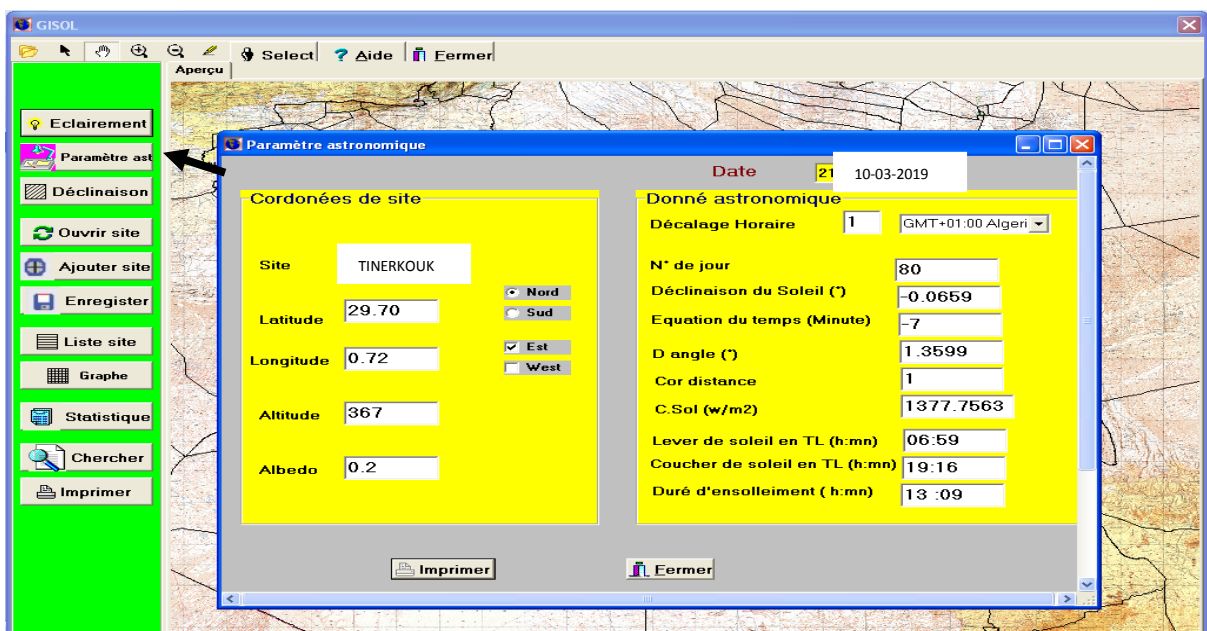 GISOL
Select ? Aide Fermer
Aperçu
Eclairement
Paramètre ast
Déclinaison
Ouvrir site
Ajouter site
Enregister
Liste site
Graphe
Statistique
Chercher
Imprimer
Paramètre astronomique
Date 21 10-03-2019
Cordonées de site
Site TINERKOUK
Latitude 29.70
Nord
Sud
Longitude 0.72
Est
West
Altitude 367
Albedo 0.2
Donné astronomique
Décalage Horaire 1 GMT+01:00 Algeri
N° de jour 80
Déclinaison du Soleil (°) -0.0659
Equation du temps (Minute) -7
D angle (°) 1.3599
Cor distance 1
C.Sol (w/m2) 1377.7563
Lever de soleil en TL (h:mn) 06:59
Coucher de soleil en TL (h:mn) 19:16
Duré d'ensolleiment ( h:mn) 13 :09
Imprimer
Fermer